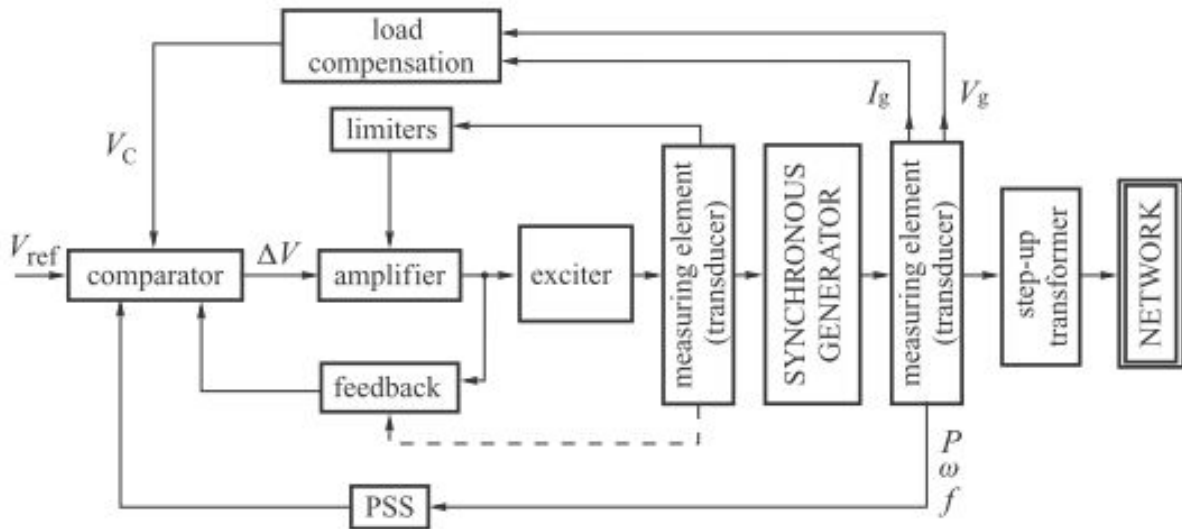 load
compensation
I_g
V_g
limiters
V_C
V_ref
comparator
ΔV
amplifier
exciter
measuring element
(transducer)
SYNCHRONOUS
GENERATOR
measuring element
(transducer)
step-up
transformer
NETWORK
feedback
P
ω
f
PSS